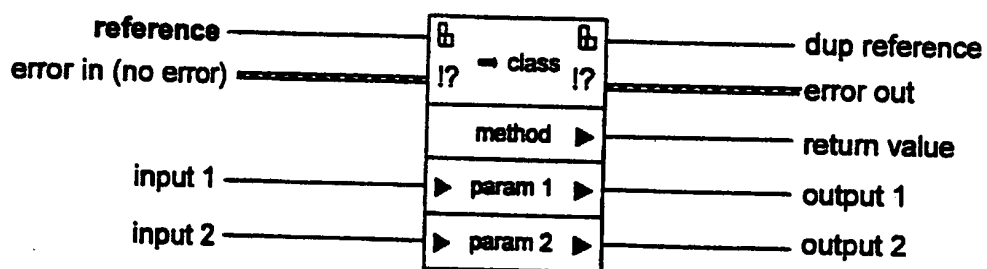 reference
error in (no error)
input 1
input 2
!?
→ class
!?
method
param 1
param 2
dup reference
error out
return value
output 1
output 2